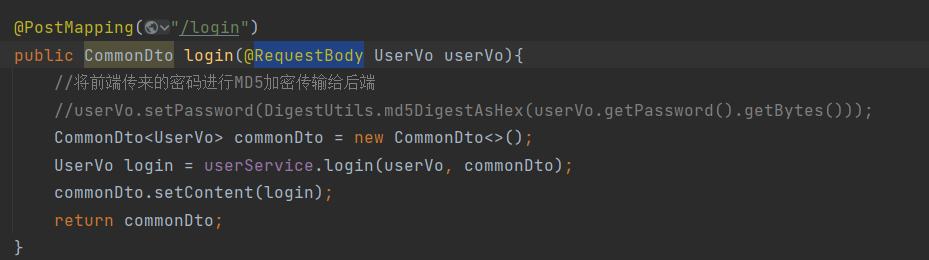 @PostMapping("/login")
public CommonDto login(@RequestBody UserVo userVo){
//将前端传来的密码进行MD5加密传输给后端
//userVo.setPassword(DigestUtils.md5DigestAsHex(userVo.getPassword().getBytes()));
CommonDto<UserVo> commonDto = new CommonDto<>();
UserVo login = userService.login(userVo, commonDto);
commonDto.setContent(login);
return commonDto;
}